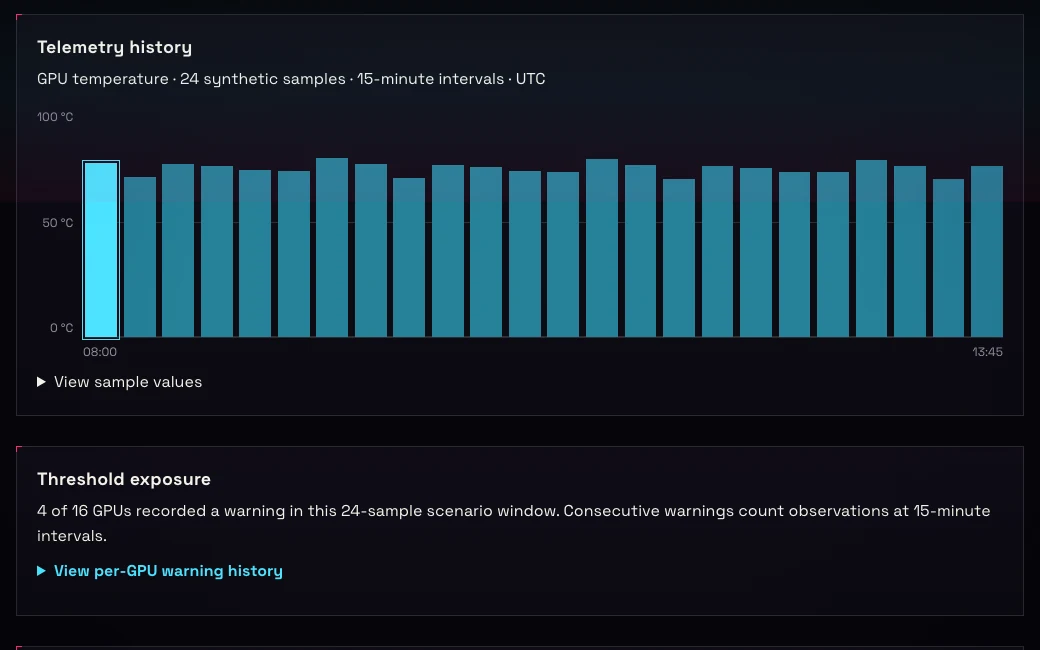 Telemetry history
GPU temperature · 24 synthetic samples · 15-minute intervals · UTC
100 °C
50 °C
0 °C
08:00
13:45
▶ View sample values
Threshold exposure
4 of 16 GPUs recorded a warning in this 24-sample scenario window. Consecutive warnings count observations at 15-minute
intervals.
▶ View per-GPU warning history